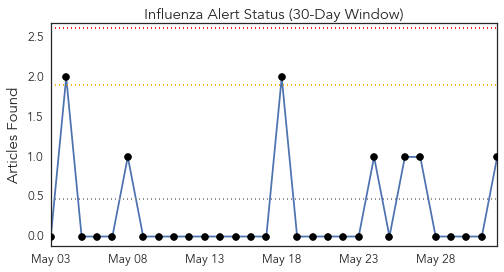 Influenza Alert Status (30-Day Window)
Articles Found
2.5
2.0
1.5
1.0
0.5
0.0
May 03 May 08 May 13 May 18 May 23 May 28